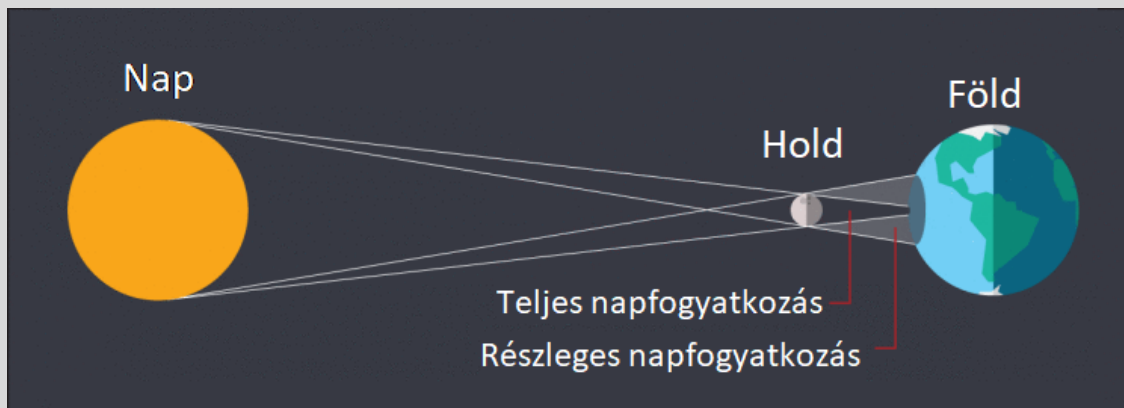 Nap
Föld
Hold
Teljes napfogyatkozás
Részleges napfogyatkozás